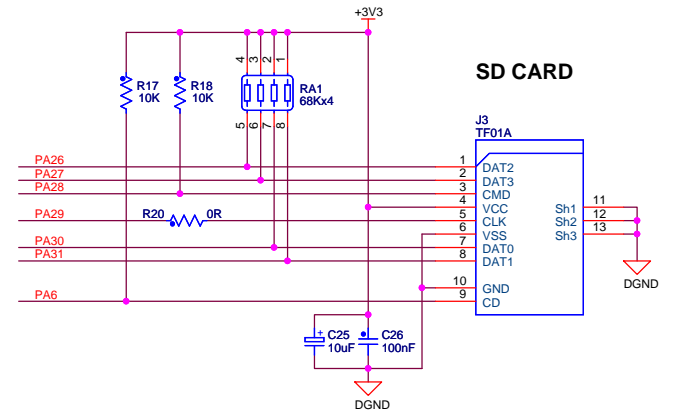 +3V3
SD CARD
4 3 2 1
R17
10K
R18
10K
RA1
68Kx4
5 6 7 8
J3
TF01A
PA26
1
DAT2
PA27
2
DAT3
PA28
3
CMD
4
VCC
PA29
R20
0R
5
CLK
6
VSS
PA30
7
DAT0
PA31
8
DAT1
10
GND
PA6
9
CD
Sh1
11
Sh2
12
Sh3
13
DGND
+
C25
10uF
C26
100nF
DGND